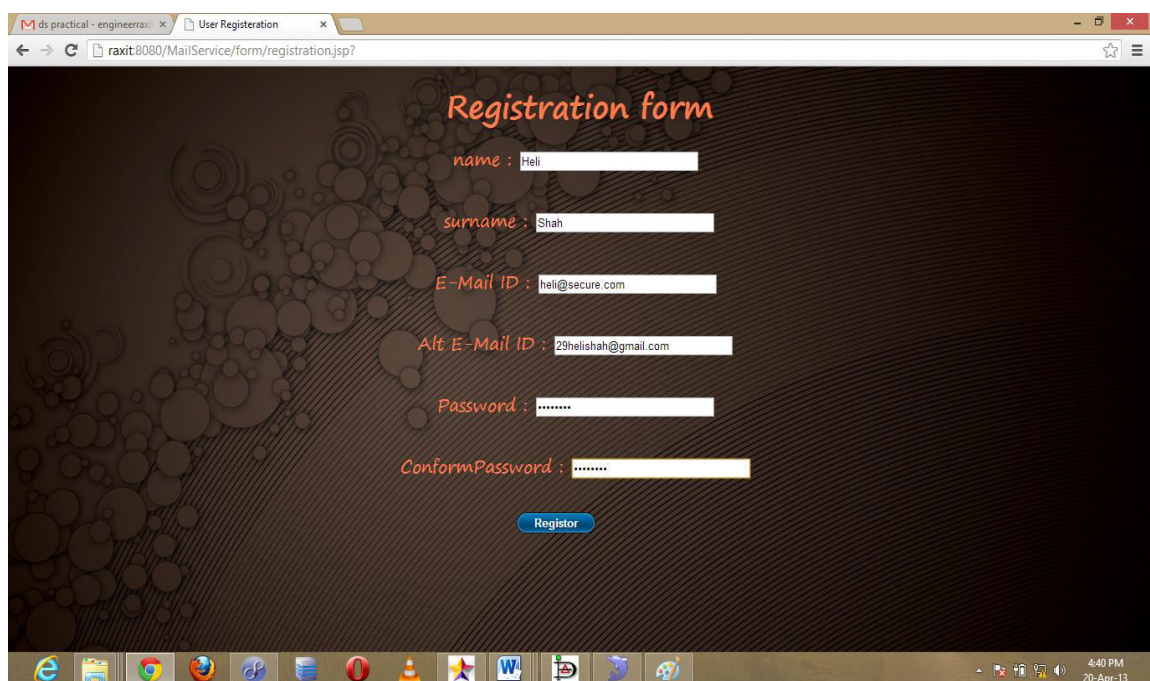 ds practical - engineerraxi
User Registeration
raxit:8080/MailService/form/registration.jsp?
Registration form
name : Heli
surname : Shah
E-Mail ID : heli@secure.com
Alt E-Mail ID : 29helishah@gmail.com
Password : ••••••••
ConformPassword : ••••••••
Registor
4:40 PM
20-Apr-13